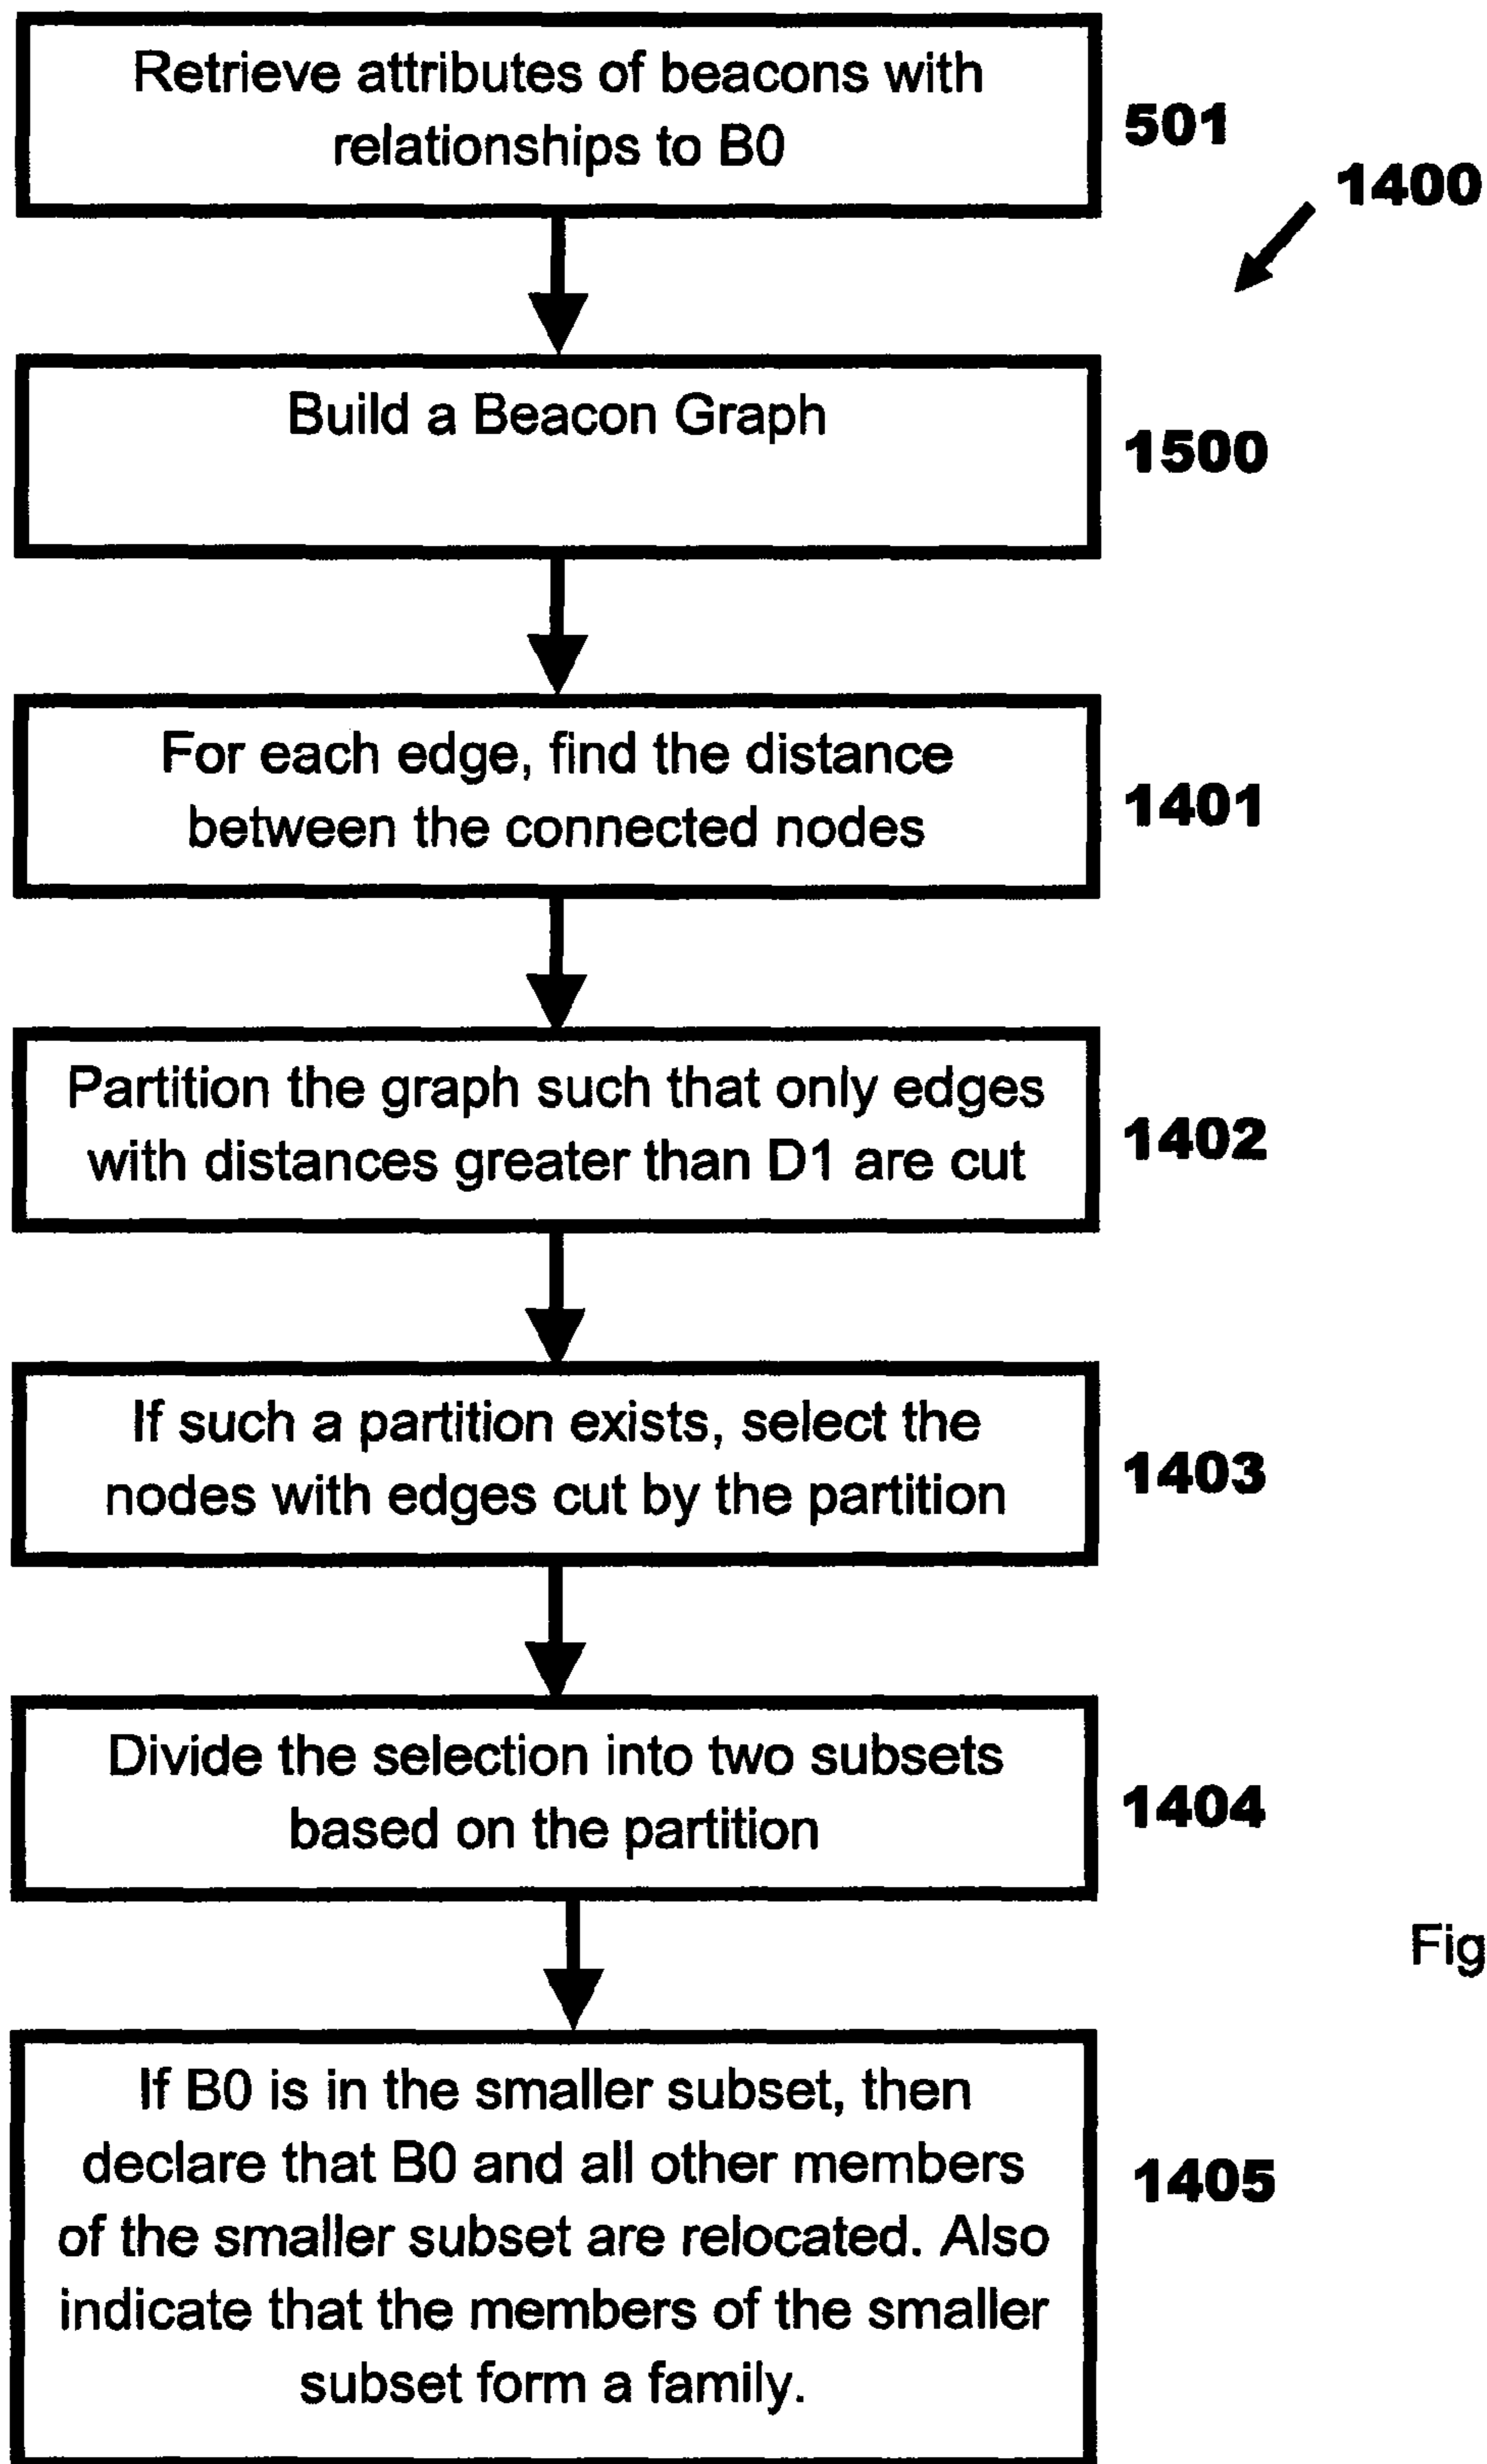 Retrieve attributes of beacons with
relationships to B0
501
1400
Build a Beacon Graph
1500
For each edge, find the distance
between the connected nodes
1401
Partition the graph such that only edges
with distances greater than D1 are cut
1402
If such a partition exists, select the
nodes with edges cut by the partition
1403
Divide the selection into two subsets
based on the partition
1404
Fig
If B0 is in the smaller subset, then
declare that B0 and all other members
of the smaller subset are relocated. Also
indicate that the members of the smaller
subset form a family.
1405